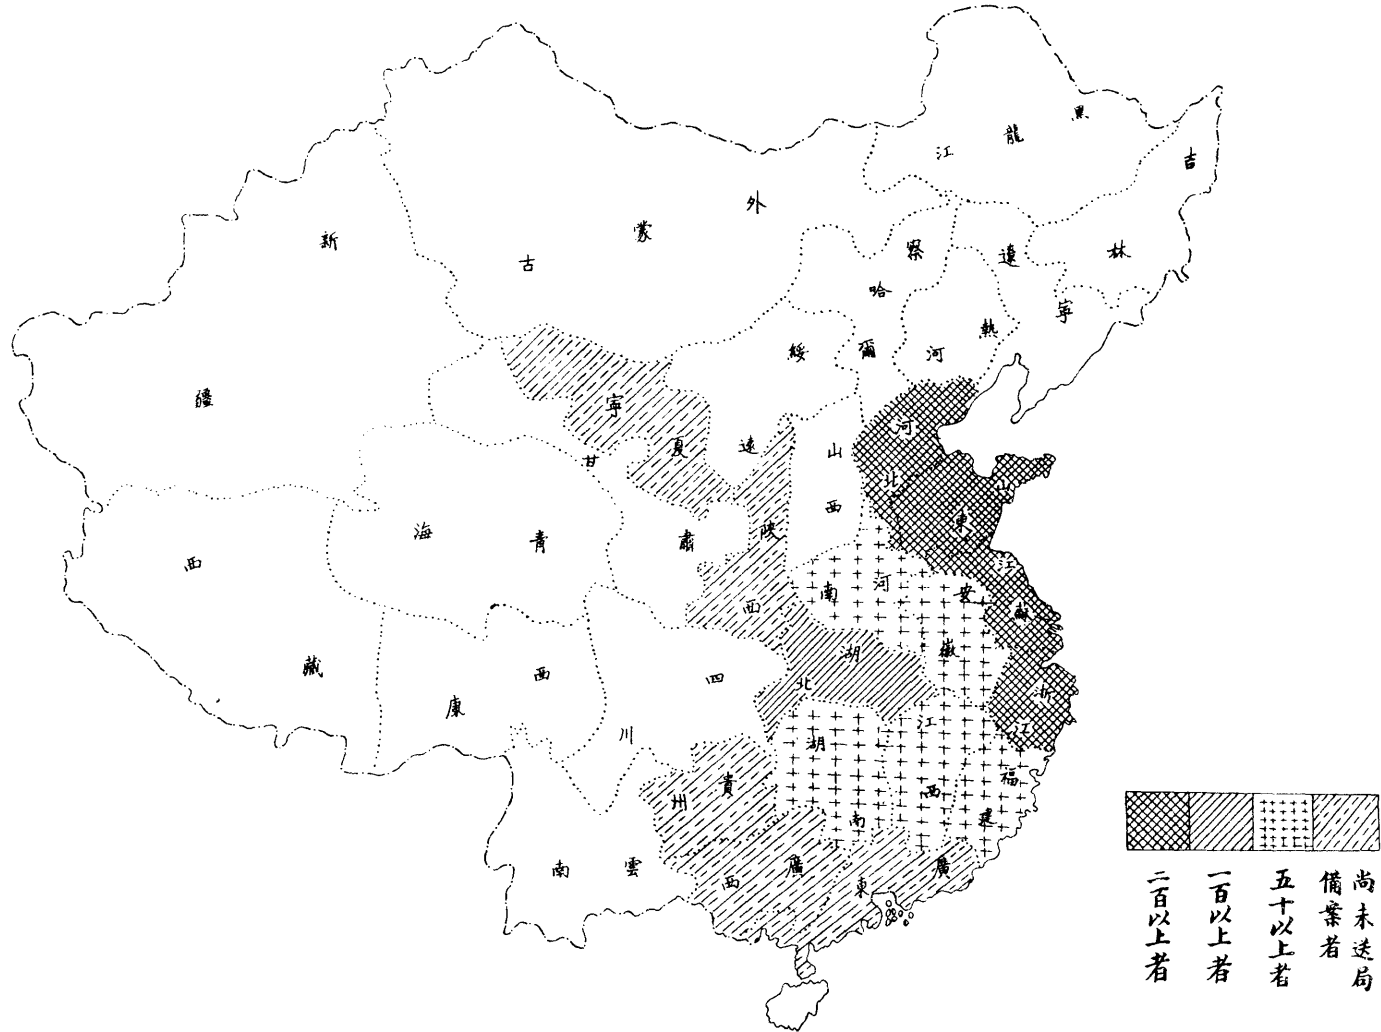 黑龍江
吉林
遼寧
外蒙古
新疆
察哈爾
熱河
綏遠
寧夏
甘肅
青海
西藏
西康
四川
雲南
貴州
陝西
山西
河北
山東
河南
安徽
江蘇
浙江
湖北
湖南
江西
福建
廣東
廣西
二百以上者
一百以上者
五十以上者
尚未送局
備案者